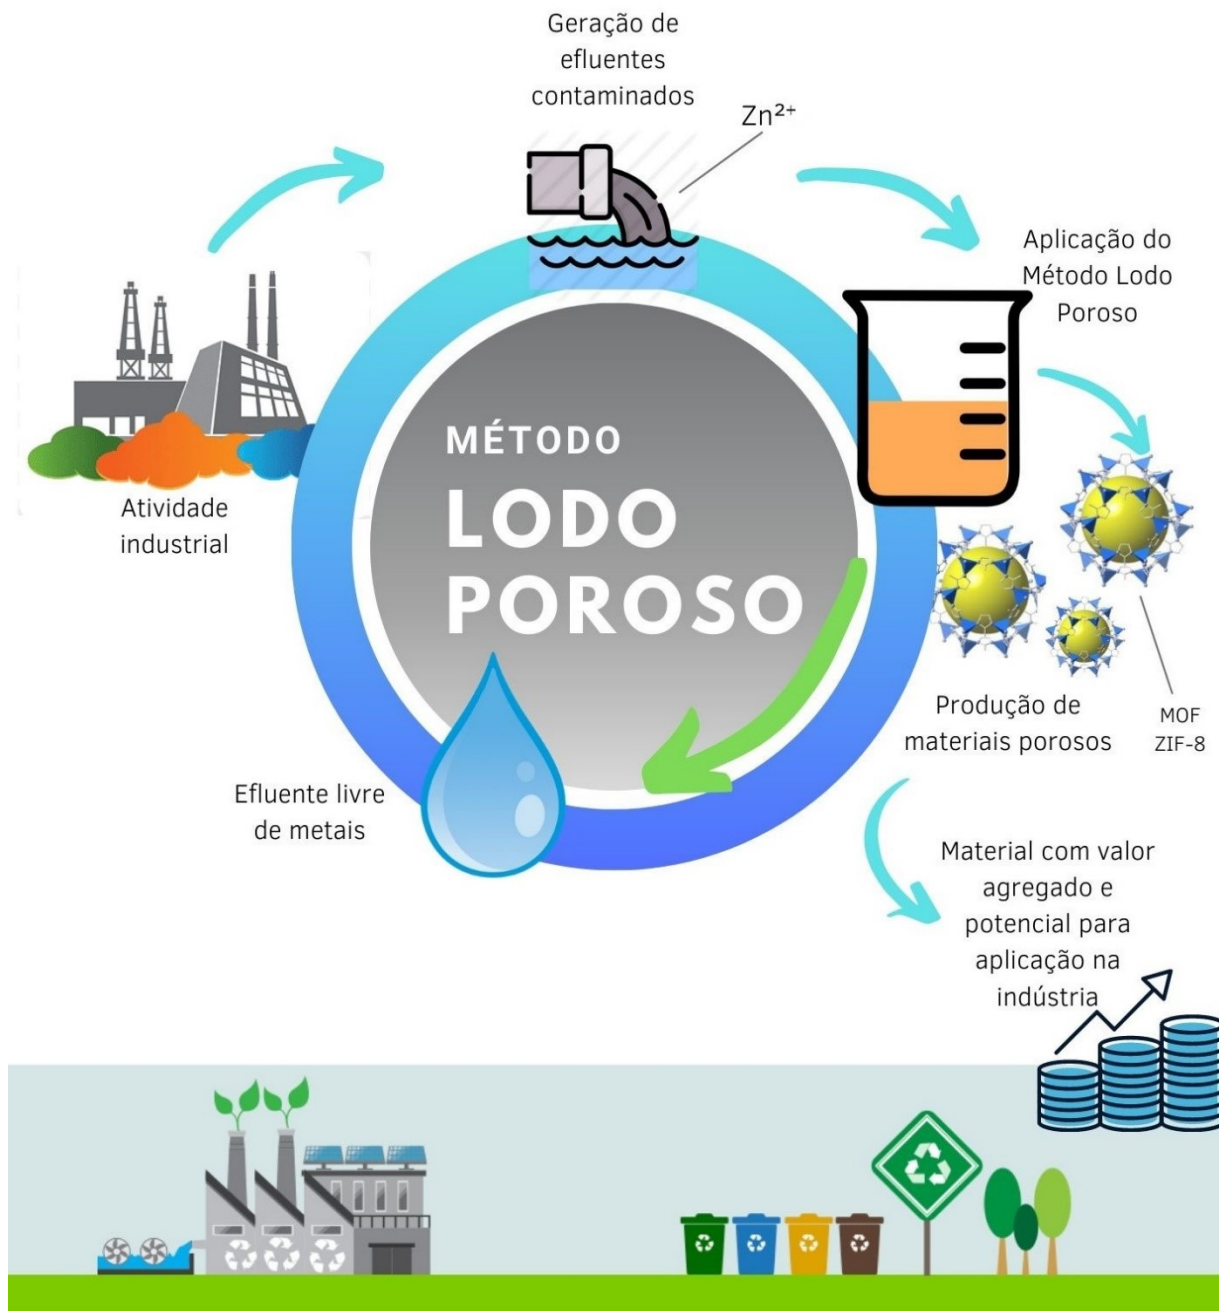 Geração de
efluentes
contaminados
Zn²⁺
Aplicação do
Método Lodo
Poroso
MÉTODO
LODO
POROSO
Atividade
industrial
Produção de
materiais porosos
MOF
ZIF-8
Efluente livre
de metais
Material com valor
agregado e
potencial para
aplicação na
indústria